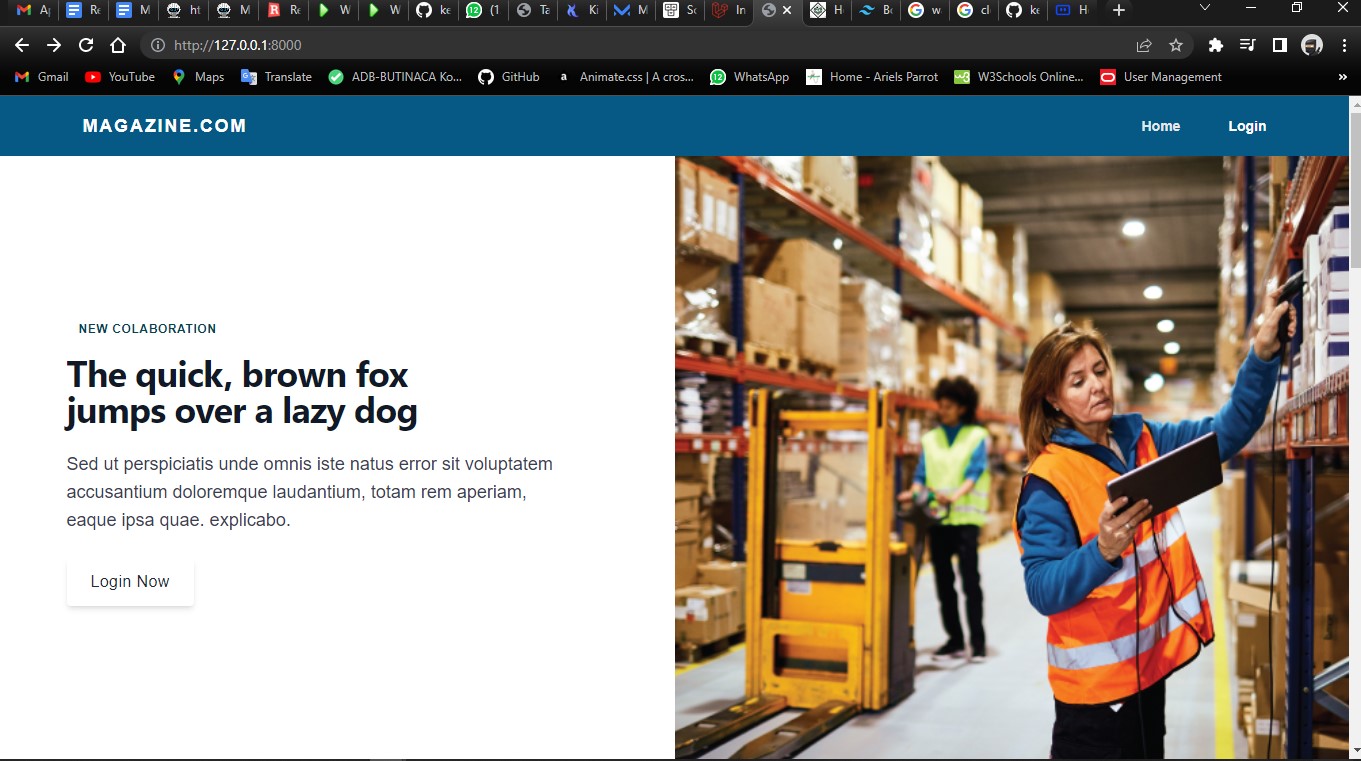 A
Re
M
ht
M
Re
W
W
ke
(1
Ta
Ki
M
Sc
In
H
Be
w
cl
ke
H
http://127.0.0.1:8000
Gmail
YouTube
Maps
Translate
ADB-BUTINACA Ko...
GitHub
a
Animate.css | A cros...
12
WhatsApp
Home - Ariels Parrot
W3Schools Online...
User Management
»
MAGAZINE.COM
Home
Login
NEW COLABORATION
The quick, brown fox
jumps over a lazy dog
Sed ut perspiciatis unde omnis iste natus error sit voluptatem
accusantium doloremque laudantium, totam rem aperiam,
eaque ipsa quae. explicabo.
Login Now